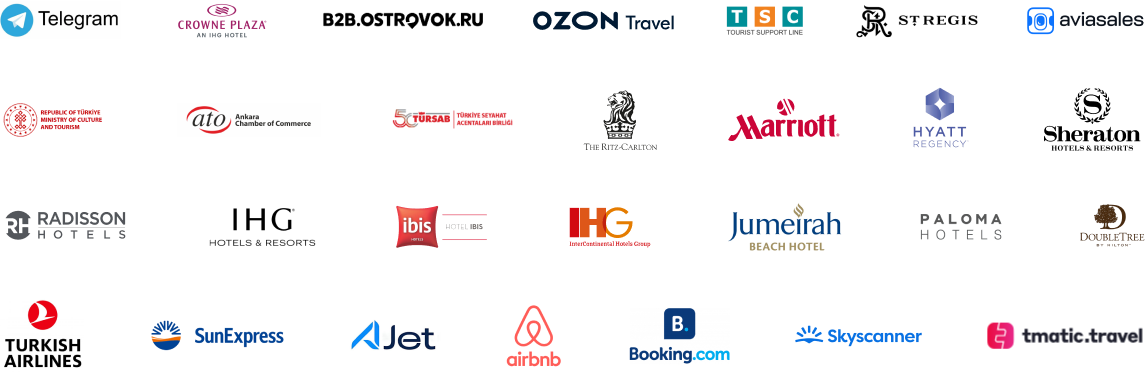 Telegram
CROWNE PLAZA
AN IHG HOTEL
B2B.OSTROVOK.RU
OZON Travel
TSC
TOURIST SUPPORT LINE
ST REGIS
aviasales
REPUBLIC OF TÜRKİYE
MINISTRY OF CULTURE
AND TOURISM
ato
Ankara
Chamber of Commerce
50 TÜRSAB
TÜRKİYE SEYAHAT
ACENTALARI BİRLİĞİ
THE RITZ-CARLTON
Marriott
HYATT
REGENCY
S
Sheraton
HOTELS & RESORTS
RH
RADISSON
HOTELS
IHG
HOTELS & RESORTS
ibis
HOTELS
HOTEL IBIS
IHG
InterContinental Hotels Group
Jumeirah
BEACH HOTEL
PALOMA
HOTELS
D
DOUBLETREE
BY HILTON
TURKISH
AIRLINES
SunExpress
AJet
airbnb
B.
Booking.com
Skyscanner
tmatic.travel